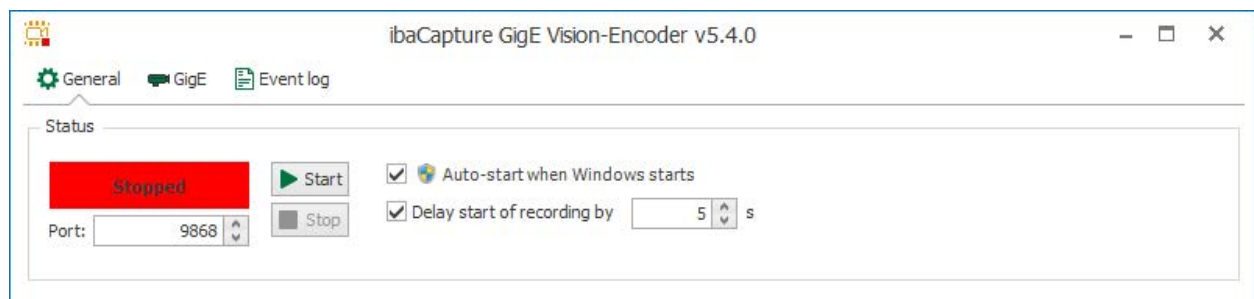 ibaCapture GigE Vision-Encoder v5.4.0
General GigE Event log
Status
Stopped Start Auto-start when Windows starts
Port: 9868 Stop Delay start of recording by 5 s